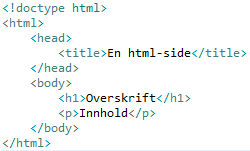 <!doctype html>
<html>
    <head>
        <title>En html-side</title>
    </head>
    <body>
        <h1>Overskrift</h1>
        <p>Innhold</p>
    </body>
</html>